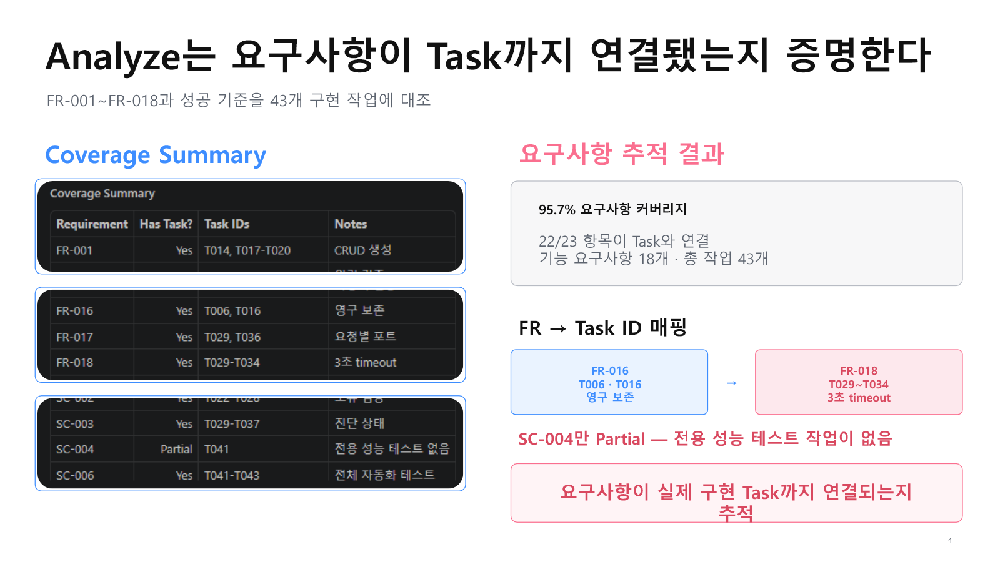 Analyze는 요구사항이 Task까지 연결됐는지 증명한다
FR-001~FR-018과 성공 기준을 43개 구현 작업에 대조
Coverage Summary
Coverage Summary
Requirement Has Task? Task IDs Notes
FR-001 Yes T014, T017-T020 CRUD 생성
FR-016 Yes T006, T016 영구 보존
FR-017 Yes T029, T036 요청별 포트
FR-018 Yes T029-T034 3초 timeout
SC-002 Yes T022-T028
SC-003 Yes T029-T037 진단 상태
SC-004 Partial T041 전용 성능 테스트 없음
SC-006 Yes T041-T043 전체 자동화 테스트
요구사항 추적 결과
95.7% 요구사항 커버리지
22/23 항목이 Task와 연결
기능 요구사항 18개 · 총 작업 43개
FR → Task ID 매핑
FR-016
T006 · T016
영구 보존
→
FR-018
T029~T034
3초 timeout
SC-004만 Partial — 전용 성능 테스트 작업이 없음
요구사항이 실제 구현 Task까지 연결되는지
추적
4